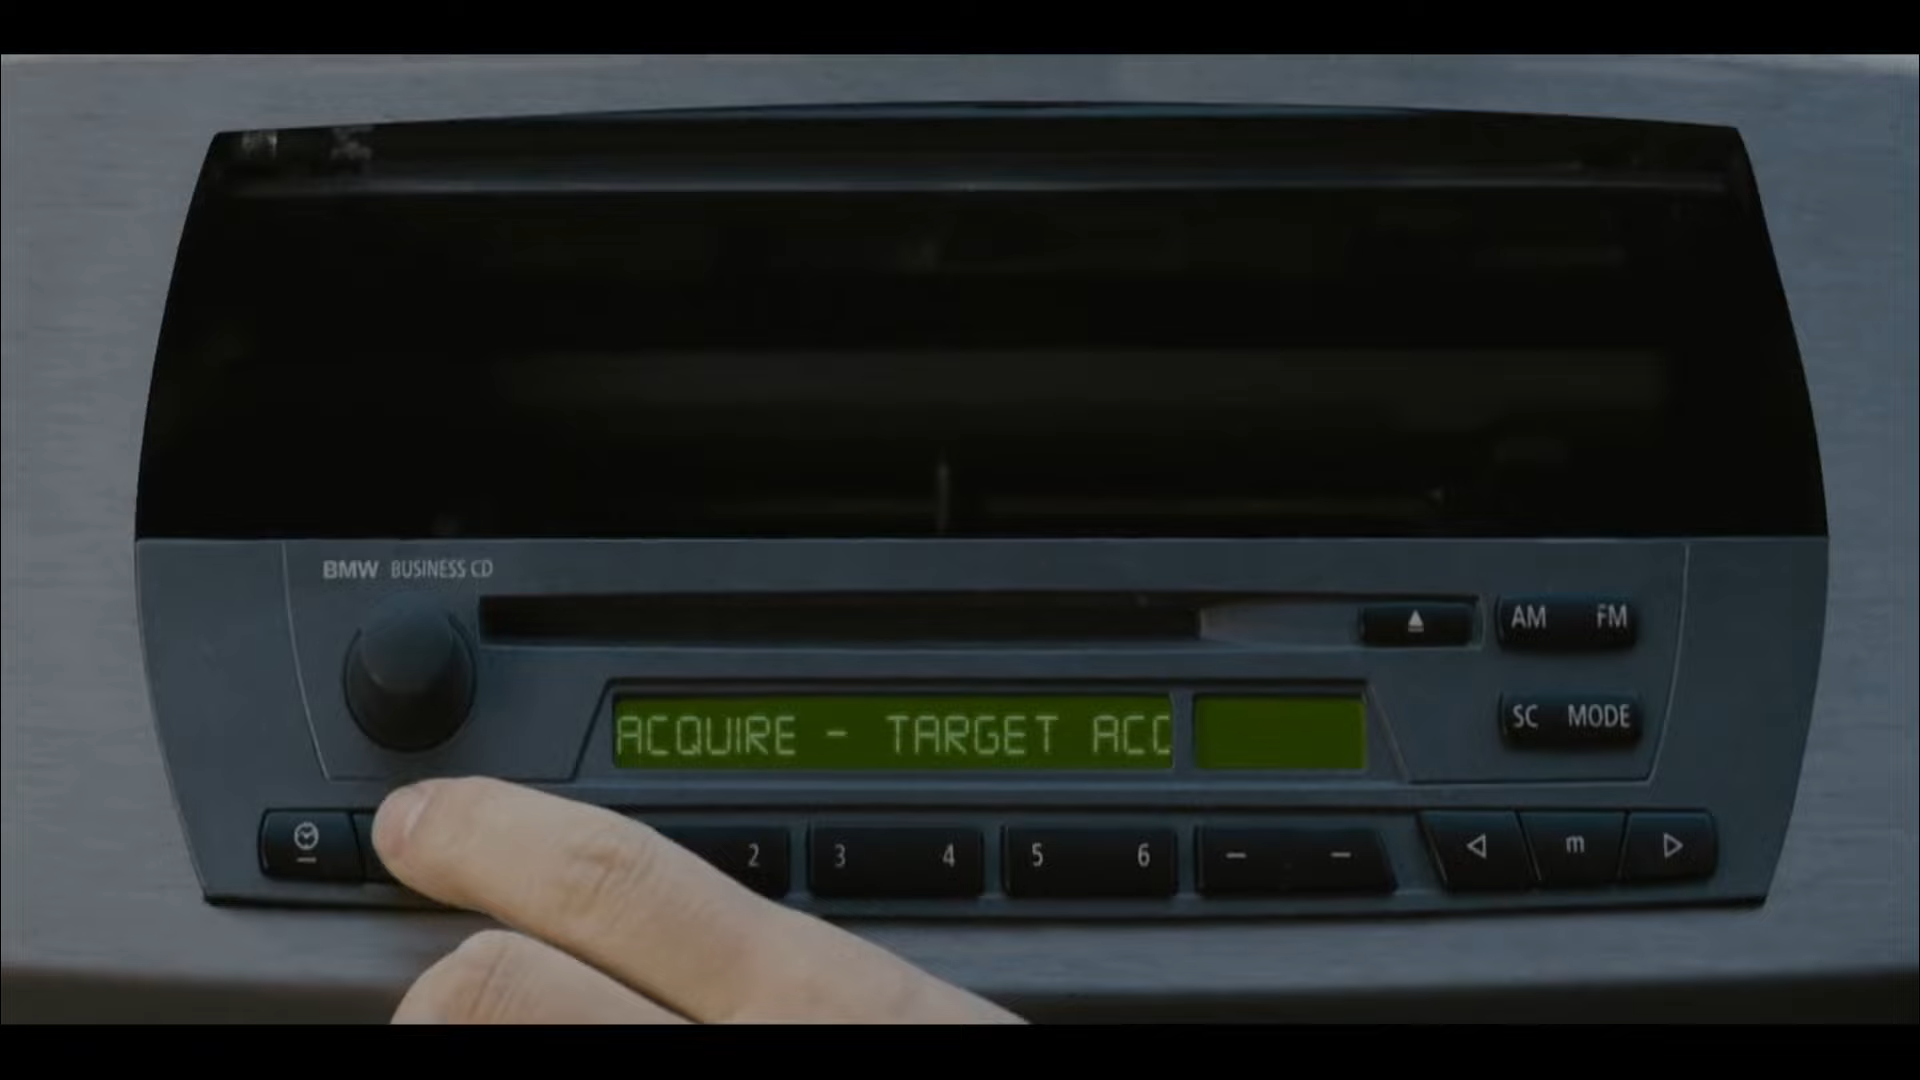 BMW BUSINESS CD
AM FM
SC MODE
ACQUIRE - TARGET ACC
2 3 4 5 6 — — m